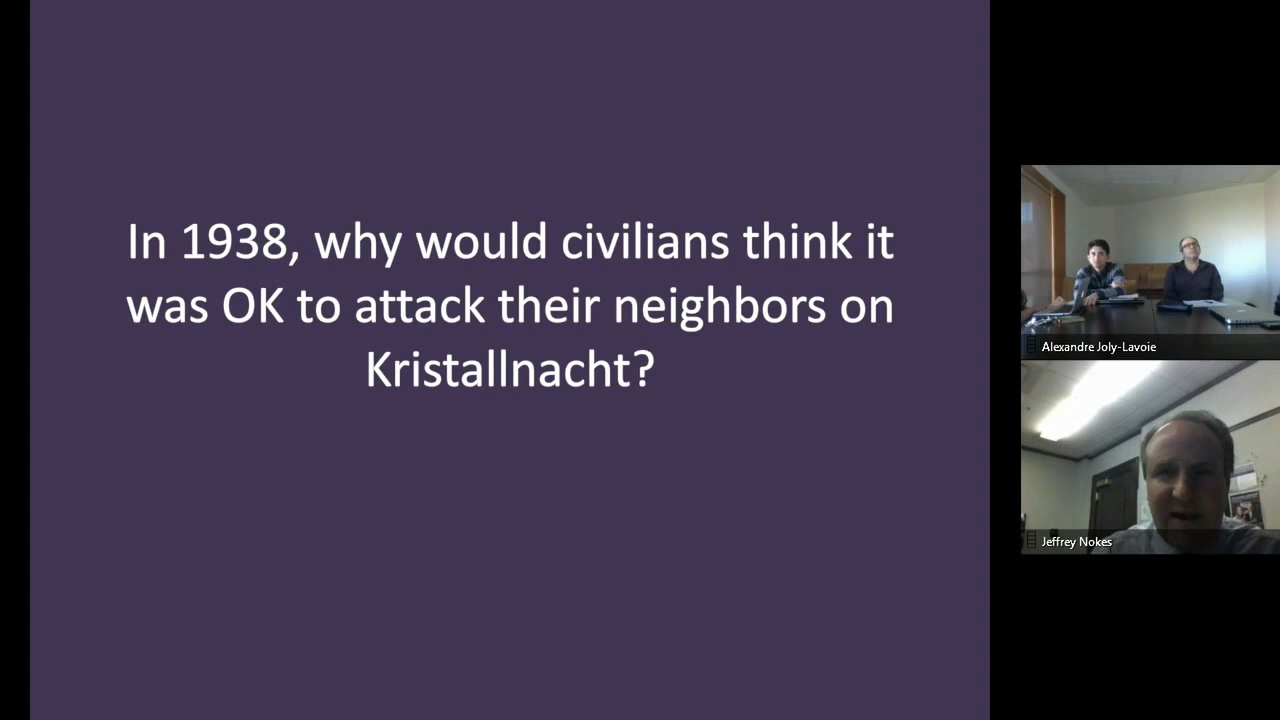 In 1938, why would civilians think it
was OK to attack their neighbors on
Kristallnacht?
Alexandre Joly-Lavoie
Jeffrey Nokes